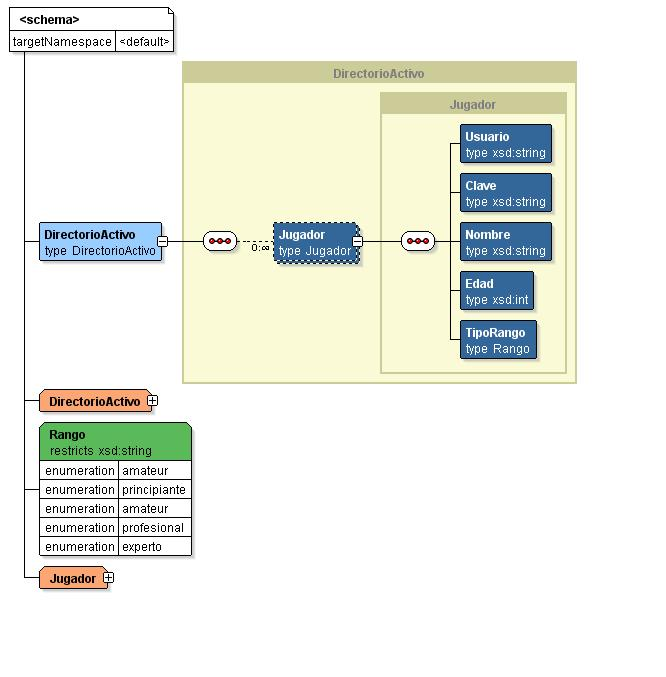 <schema>
targetNamespace <default>
DirectorioActivo
Jugador
Usuario
type xsd:string
Clave
type xsd:string
DirectorioActivo
type DirectorioActivo
0:∞
Jugador
type Jugador
Nombre
type xsd:string
Edad
type xsd:int
TipoRango
type Rango
DirectorioActivo
Rango
restricts xsd:string
enumeration amateur
enumeration principiante
enumeration amateur
enumeration profesional
enumeration experto
Jugador